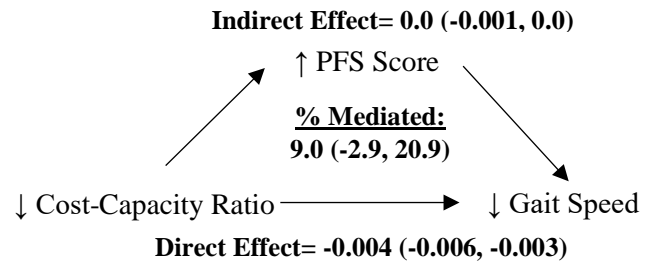 Indirect Effect= 0.0 (-0.001, 0.0)
↑ PFS Score
% Mediated:
9.0 (-2.9, 20.9)
↓ Cost-Capacity Ratio
↓ Gait Speed
Direct Effect= -0.004 (-0.006, -0.003)